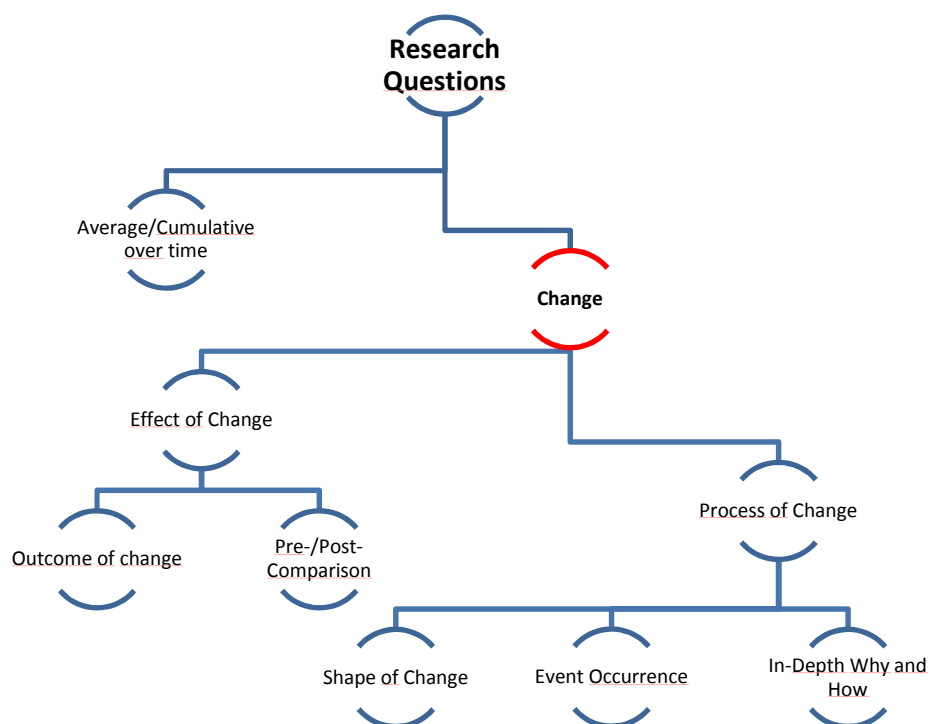 Research
Questions
Average/Cumulative
over time
Change
Effect of Change
Process of Change
Outcome of change
Pre-/Post-
Comparison
Shape of Change
Event Occurrence
In-Depth Why and
How